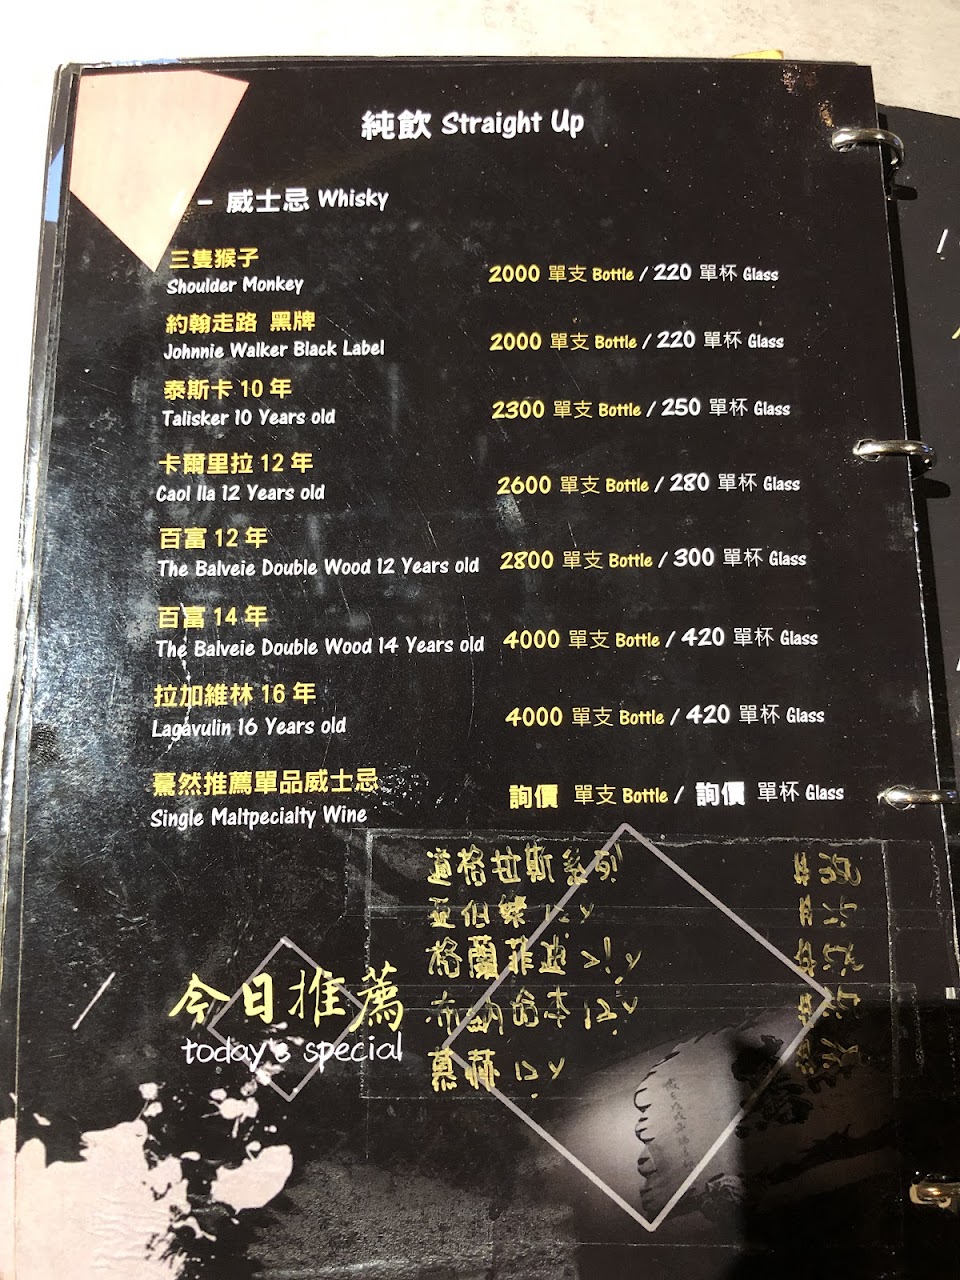 純飲 Straight Up
- 威士忌 Whisky
三隻猴子
Shoulder Monkey
2000 單支 Bottle / 220 單杯 Glass
約翰走路 黑牌
Johnnie Walker Black Label
2000 單支 Bottle / 220 單杯 Glass
泰斯卡 10 年
Talisker 10 Years old
2300 單支 Bottle / 250 單杯 Glass
卡爾里拉 12 年
Caol Ila 12 Years old
2600 單支 Bottle / 280 單杯 Glass
百富 12 年
The Balveie Double Wood 12 Years old
2800 單支 Bottle / 300 單杯 Glass
百富 14 年
The Balveie Double Wood 14 Years old
4000 單支 Bottle / 420 單杯 Glass
拉加維林 16 年
Lagavulin 16 Years old
4000 單支 Bottle / 420 單杯 Glass
驀然推薦單品威士忌
Single Maltpecialty Wine
詢價 單支 Bottle / 詢價 單杯 Glass
格拉斯系列
亞伯樂 12y
格蘭菲迪 21y
布納哈本 12y
慕赫 12y
今日推薦
today's special